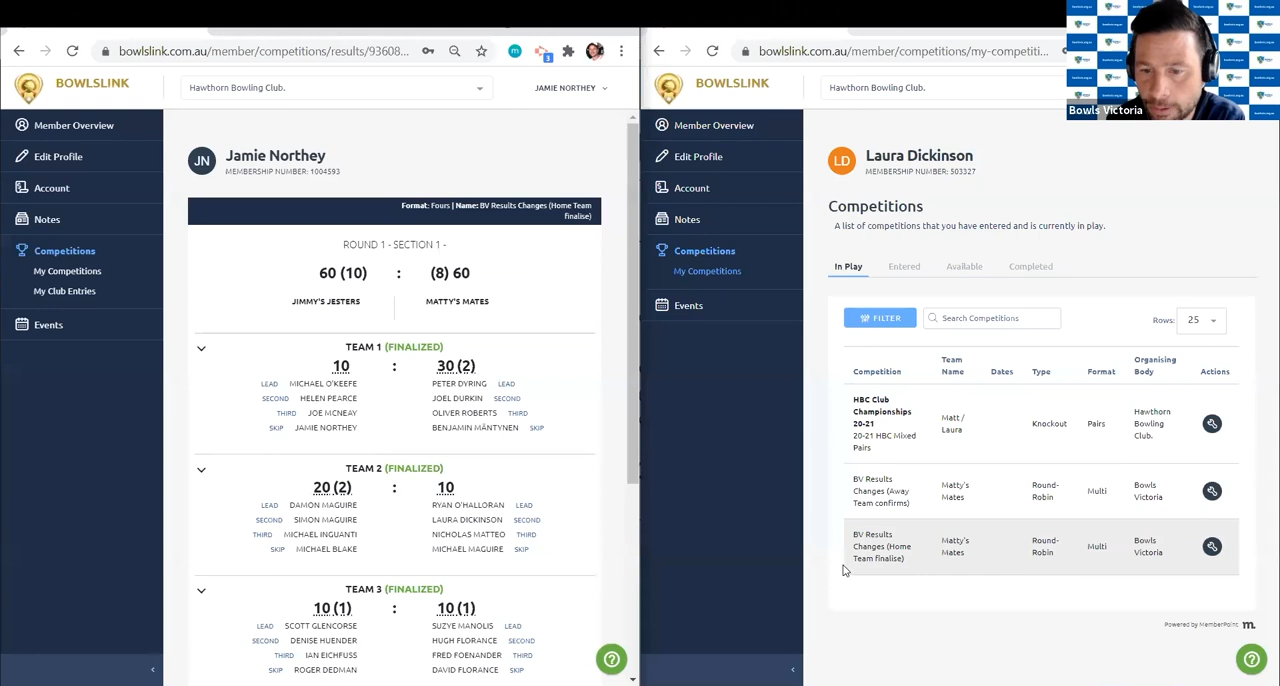 bowlslink.com.au/member/competitions/results/93608...
BOWLSLINK
Hawthorn Bowling Club.
JAMIE NORTHEY
Member Overview
Edit Profile
Account
Notes
Competitions
My Competitions
My Club Entries
Events
JN
Jamie Northey
MEMBERSHIP NUMBER: 1004593
Format: Fours | Name: BV Results Changes (Home Team
finalise)
ROUND 1 - SECTION 1 -
60 (10) : (8) 60
JIMMY'S JESTERS MATTY'S MATES
TEAM 1 (FINALIZED)
10 : 30 (2)
LEAD MICHAEL O'KEEFE PETER DYRING LEAD
SECOND HELEN PEARCE JOEL DURKIN SECOND
THIRD JOE MCNEAY OLIVER ROBERTS THIRD
SKIP JAMIE NORTHEY BENJAMIN MÄNTYNEN SKIP
TEAM 2 (FINALIZED)
20 (2) : 10
LEAD DAMON MAGUIRE RYAN O'HALLORAN LEAD
SECOND SIMON MAGUIRE LAURA DICKINSON SECOND
THIRD MICHAEL INGUANTI NICHOLAS MATTEO THIRD
SKIP MICHAEL BLAKE MICHAEL MAGUIRE SKIP
TEAM 3 (FINALIZED)
10 (1) : 10 (1)
LEAD SCOTT GLENCORSE SUZYE MANOLIS LEAD
SECOND DENISE HUENDER HUGH FLORANCE SECOND
THIRD IAN EICHFUSS FRED FOENANDER THIRD
SKIP ROGER DEDMAN DAVID FLORANCE SKIP
bowlslink.com.au/member/competitions/my-competiti...
BOWLSLINK
Hawthorn Bowling Club.
Bowls Victoria
Member Overview
Edit Profile
Account
Notes
Competitions
My Competitions
Events
LD
Laura Dickinson
MEMBERSHIP NUMBER: 503327
Competitions
A list of competitions that you have entered and is currently in play.
In Play Entered Available Completed
FILTER Search Competitions Rows: 25
Competition Team Name Dates Type Format Organising Body Actions
HBC Club
Championships
20-21
20-21 HBC Mixed
Pairs
Matt /
Laura
Knockout
Pairs
Hawthorn
Bowling
Club.
BV Results
Changes (Away
Team confirms)
Matty's
Mates
Round-
Robin
Multi
Bowls
Victoria
BV Results
Changes (Home
Team finalise)
Matty's
Mates
Round-
Robin
Multi
Bowls
Victoria
Powered by MemberPoint m.